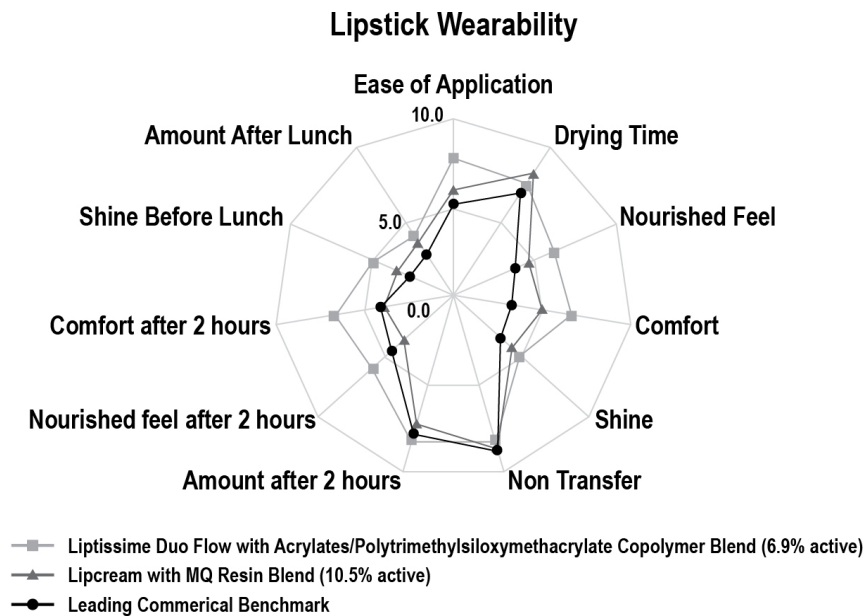 Lipstick Wearability
Ease of Application
10.0
Amount After Lunch
Drying Time
Shine Before Lunch
5.0
Nourished Feel
0.0
Comfort after 2 hours
Comfort
Nourished feel after 2 hours
Shine
Amount after 2 hours
Non Transfer
Liptissime Duo Flow with Acrylates/Polytrimethylsiloxymethacrylate Copolymer Blend (6.9% active)
Lipcream with MQ Resin Blend (10.5% active)
Leading Commerical Benchmark